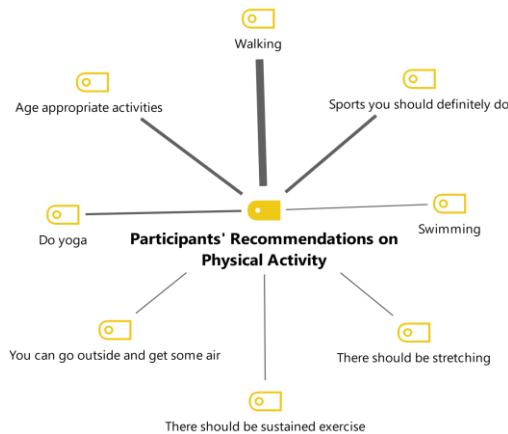 Walking
Age appropriate activities
Sports you should definitely do
Do yoga
Swimming
Participants' Recommendations on
Physical Activity
You can go outside and get some air
There should be stretching
There should be sustained exercise